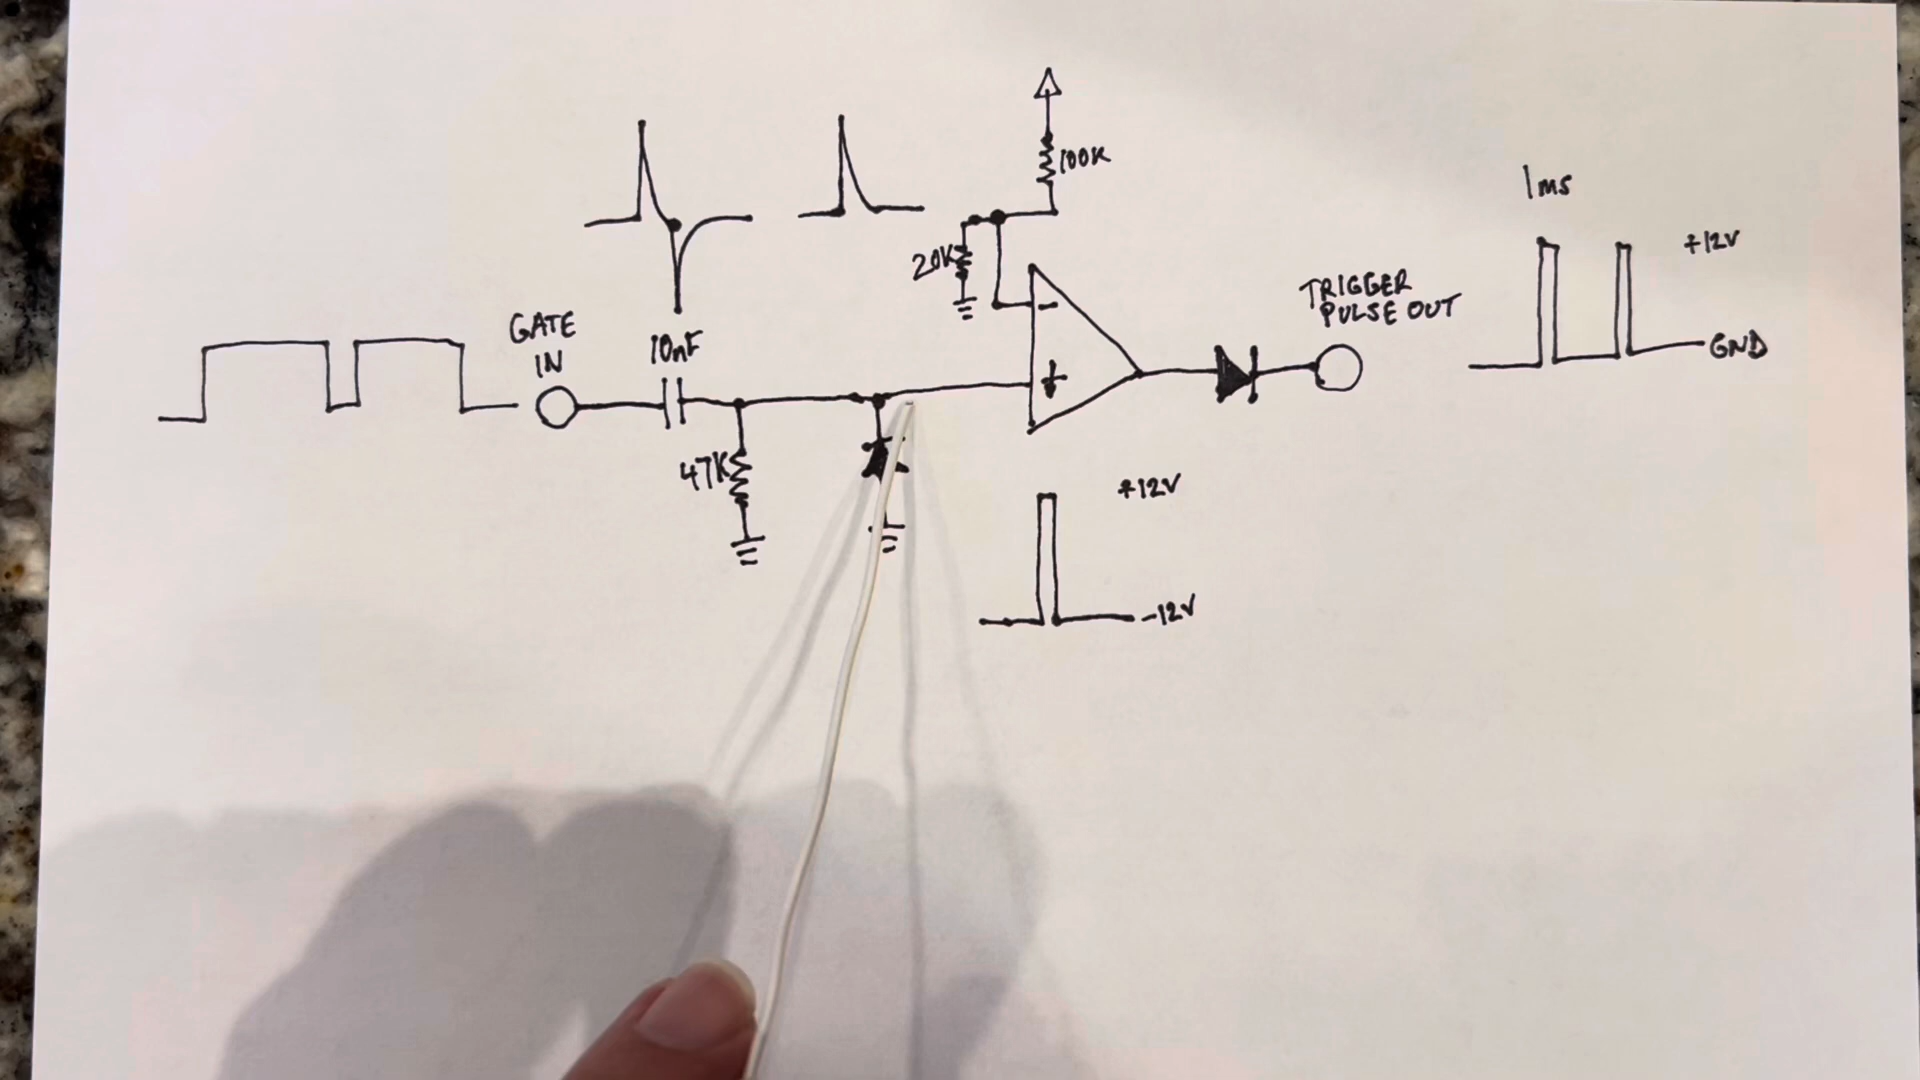 100K
1ms
+12V
20K
TRIGGER
PULSE OUT
GATE
IN
10nF
-
GND
+
47K
+12V
-12V